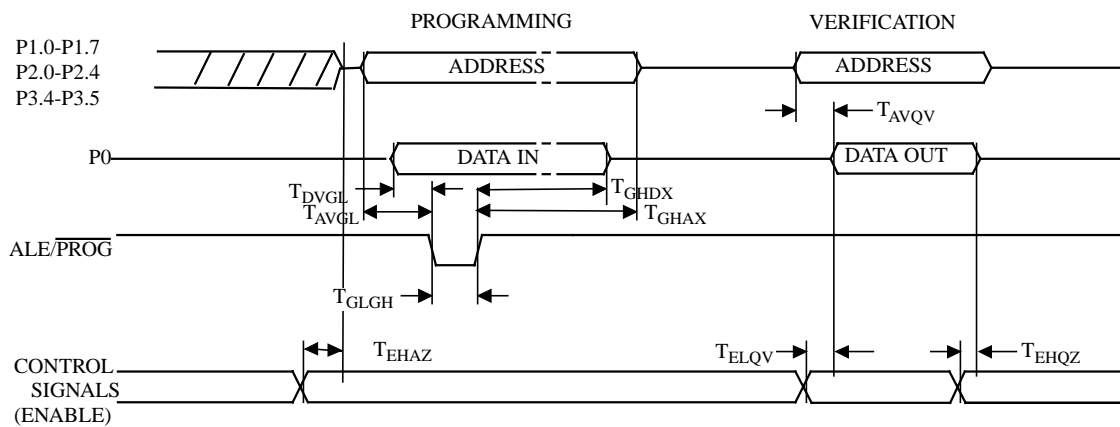 PROGRAMMING
VERIFICATION
P1.0-P1.7
P2.0-P2.4
P3.4-P3.5
ADDRESS
ADDRESS
TAVQV
P0
DATA IN
DATA OUT
TDVGL
TGHDX
TAVGL
TGHAX
ALE/PROG
TGLGH
TEHAZ
TELQV
TEHQZ
CONTROL
SIGNALS
(ENABLE)